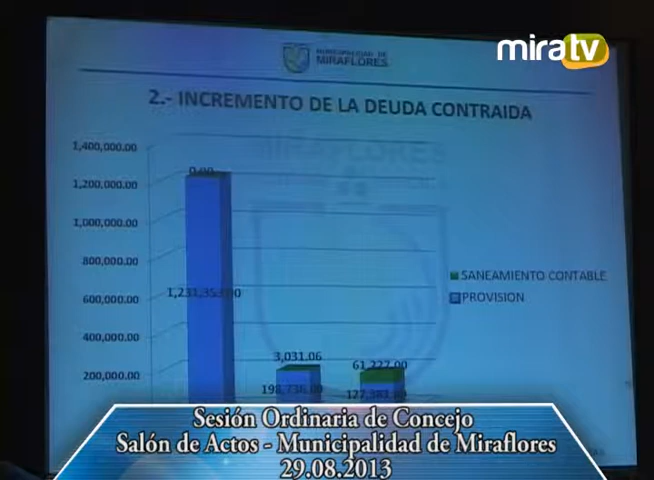 MUNICIPALIDAD DE
MIRAFLORES
miratv
2.- INCREMENTO DE LA DEUDA CONTRAIDA
MIRAFLORES
1,400,000.00
1,200,000.00
1,000,000.00
800,000.00
600,000.00
400,000.00
200,000.00
0.00
3,031.06
61,227.00
SANEAMIENTO CONTABLE
PROVISION
Sesión Ordinaria de Concejo
Salón de Actos - Municipalidad de Miraflores
29.08.2013